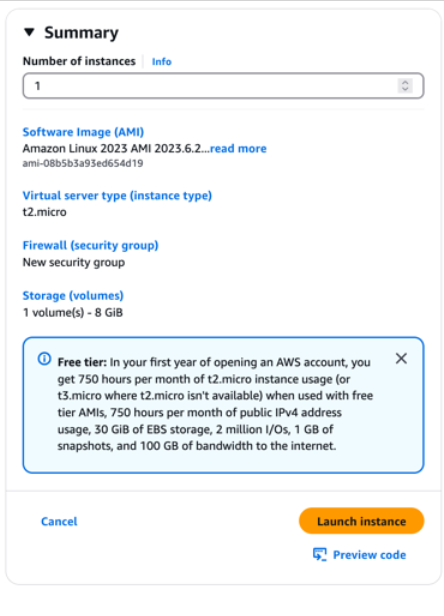 Summary
Number of instances Info
1
Software Image (AMI)
Amazon Linux 2023 AMI 2023.6.2...read more
ami-08b5b3a93ed654d19
Virtual server type (instance type)
t2.micro
Firewall (security group)
New security group
Storage (volumes)
1 volume(s) - 8 GiB
Free tier: In your first year of opening an AWS account, you
get 750 hours per month of t2.micro instance usage (or
t3.micro where t2.micro isn't available) when used with free
tier AMIs, 750 hours per month of public IPv4 address
usage, 30 GiB of EBS storage, 2 million I/Os, 1 GB of
snapshots, and 100 GB of bandwidth to the internet.
Cancel Launch instance
Preview code